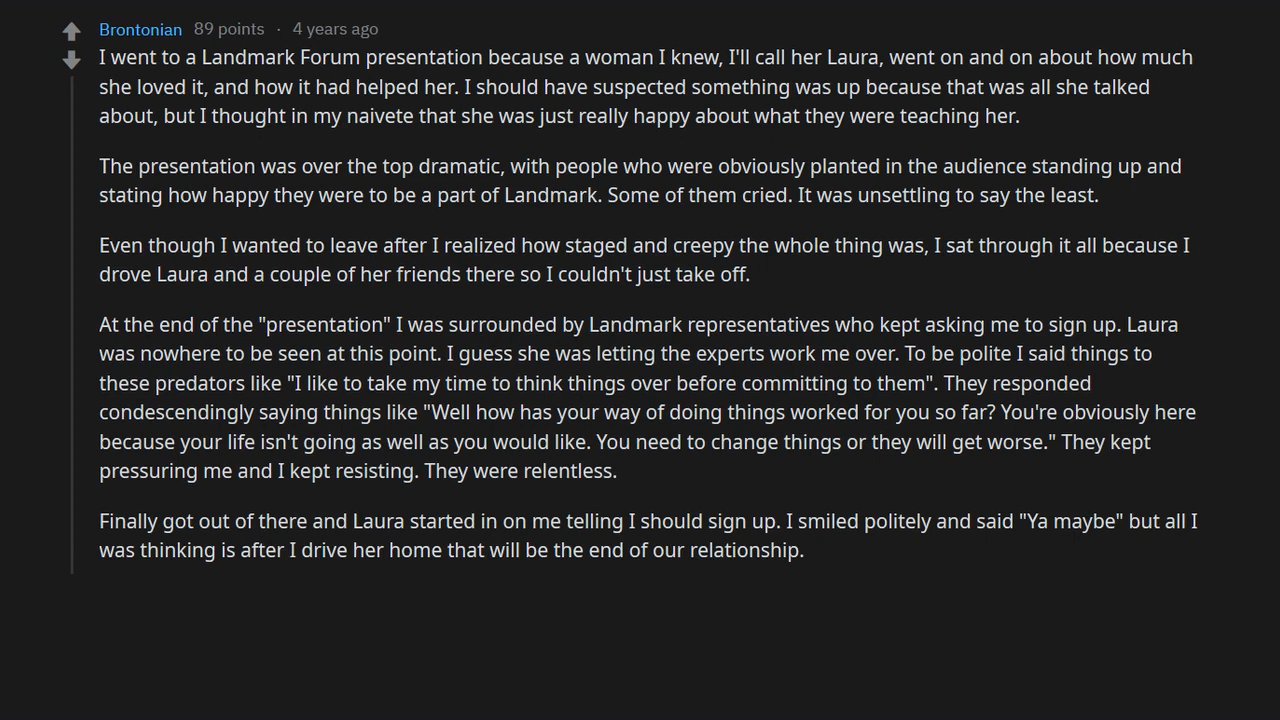 Brontonian 89 points · 4 years ago
I went to a Landmark Forum presentation because a woman I knew, I'll call her Laura, went on and on about how much
she loved it, and how it had helped her. I should have suspected something was up because that was all she talked
about, but I thought in my naivete that she was just really happy about what they were teaching her.
The presentation was over the top dramatic, with people who were obviously planted in the audience standing up and
stating how happy they were to be a part of Landmark. Some of them cried. It was unsettling to say the least.
Even though I wanted to leave after I realized how staged and creepy the whole thing was, I sat through it all because I
drove Laura and a couple of her friends there so I couldn't just take off.
At the end of the "presentation" I was surrounded by Landmark representatives who kept asking me to sign up. Laura
was nowhere to be seen at this point. I guess she was letting the experts work me over. To be polite I said things to
these predators like "I like to take my time to think things over before committing to them". They responded
condescendingly saying things like "Well how has your way of doing things worked for you so far? You're obviously here
because your life isn't going as well as you would like. You need to change things or they will get worse." They kept
pressuring me and I kept resisting. They were relentless.
Finally got out of there and Laura started in on me telling I should sign up. I smiled politely and said "Ya maybe" but all I
was thinking is after I drive her home that will be the end of our relationship.